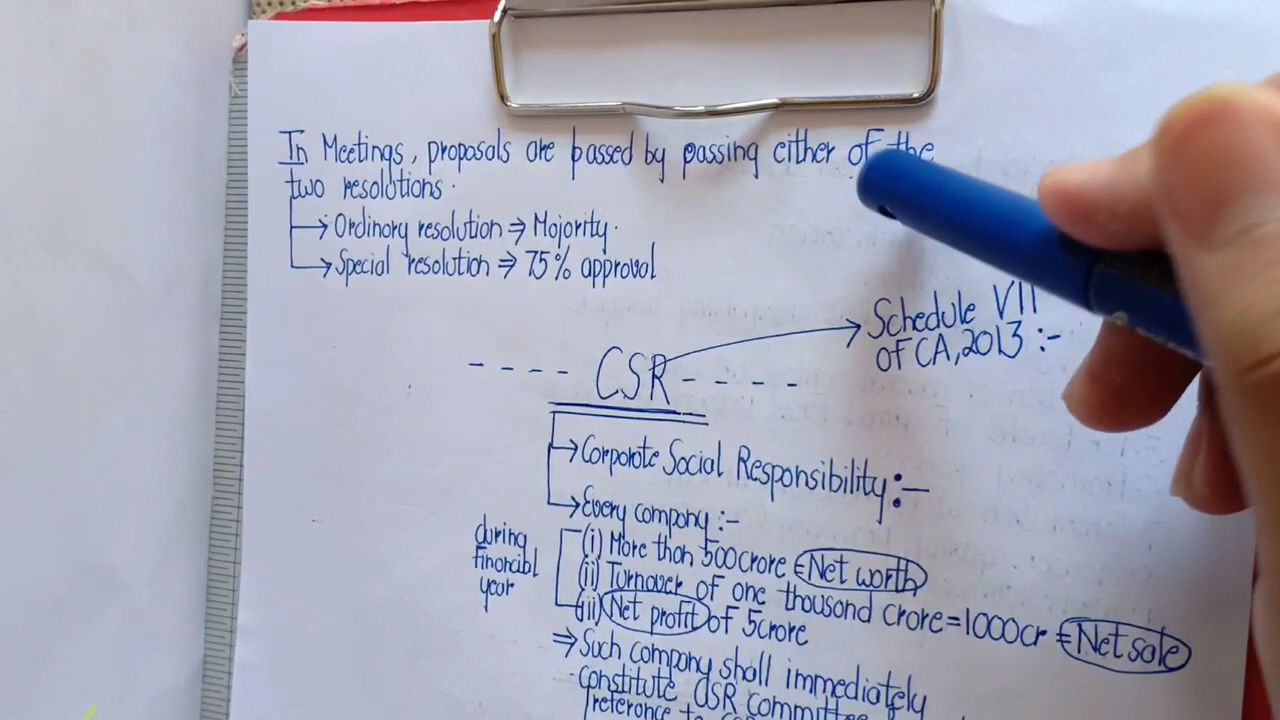 In Meetings, proposals are passed by passing either of the
two resolutions.
→ Ordinary resolution ⇒ Majority.
→ Special resolution ⇒ 75% approval
Schedule VII
of CA, 2013 :-
---- CSR ----
→ Corporate Social Responsibility :-
→ Every company :-
during
financial
year
(i) More than 500 crore = Net worth
(ii) Turnover of one thousand crore = 1000cr = Net sale
(iii) Net profit of 5 crore
⇒ Such company shall immediately
constitute CSR committee